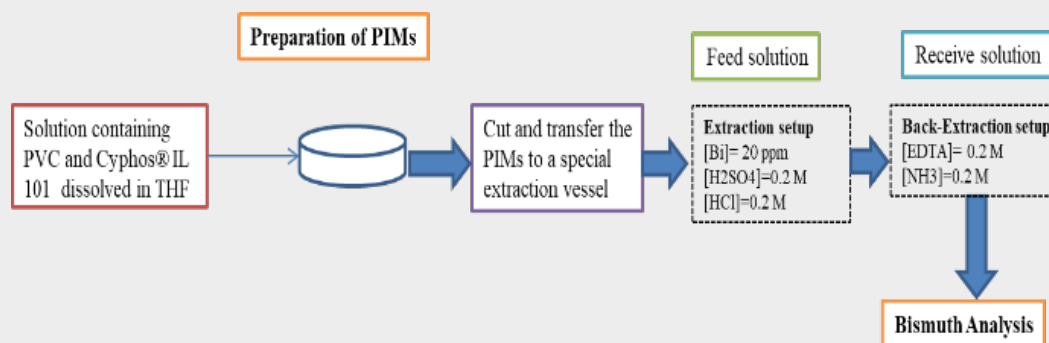 Preparation of PIMs
Feed solution
Receive solution
Solution containing
PVC and Cyphos® IL
101 dissolved in THF
Cut and transfer the
PIMs to a special
extraction vessel
Extraction setup
[Bi]= 20 ppm
[H2SO4]=0.2 M
[HCl]=0.2 M
Back-Extraction setup
[EDTA]= 0.2 M
[NH3]=0.2 M
Bismuth Analysis